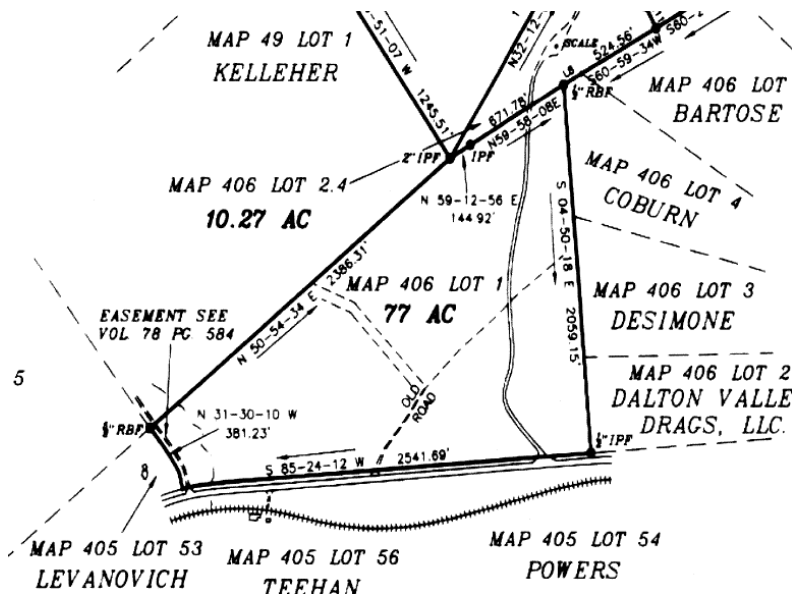 MAP 49 LOT 1
KELLEHER
-51-07 W
1245.51'
N32-12-
SCALE
524.56'
S60-59-34W
S60-2
L8
½" RBF
MAP 406 LOT
BARTOSE
671.78'
N59-58-08E
2" IPF
IPF
MAP 406 LOT 2.4
10.27 AC
N 59-12-56 E
144.92'
MAP 406 LOT 4
COBURN
S 04-50-18 E
2059.15'
N 50-54-34 E
2386.31'
MAP 406 LOT 1
77 AC
MAP 406 LOT 3
DESIMONE
EASEMENT SEE
VOL. 78 PG. 584
5
MAP 406 LOT 2
DALTON VALLE
DRAGS, LLC.
OLD
ROAD
N 31-30-10 W
381.23'
½" RBF
½" IPF
8
S 85-24-12 W
2541.69'
MAP 405 LOT 53
LEVANOVICH
MAP 405 LOT 56
TEEHAN
MAP 405 LOT 54
POWERS